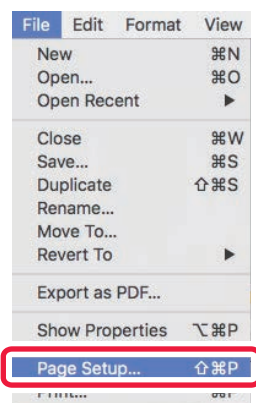 File Edit Format View
New ⌘N
Open... ⌘O
Open Recent ▶
Close ⌘W
Save... ⌘S
Duplicate ⇧⌘S
Rename...
Move To...
Revert To ▶
Export as PDF...
Show Properties ⌥⌘P
Page Setup... ⇧⌘P